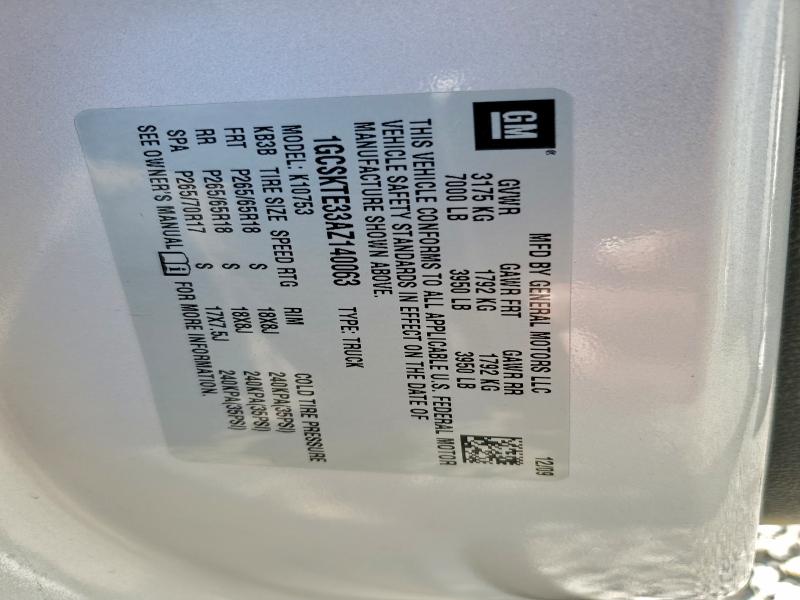 GM®
MFD BY GENERAL MOTORS LLC 12/09
GVWR GAWR FRT GAWR RR
3175 KG 1792 KG 1792 KG
7000 LB 3950 LB 3950 LB
THIS VEHICLE CONFORMS TO ALL APPLICABLE U.S. FEDERAL MOTOR
VEHICLE SAFETY STANDARDS IN EFFECT ON THE DATE OF
MANUFACTURE SHOWN ABOVE.
1GCSKTE33AZ140063 TYPE: TRUCK
MODEL: K10753
KB3B TIRE SIZE SPEED RTG RIM COLD TIRE PRESSURE
FRT P265/65R18 S 18X8J 240KPA(35PSI)
RR P265/65R18 S 18X8J 240KPA(35PSI)
SPA P265/70R17 S 17X7.5J 240KPA(35PSI)
SEE OWNER'S MANUAL FOR MORE INFORMATION.